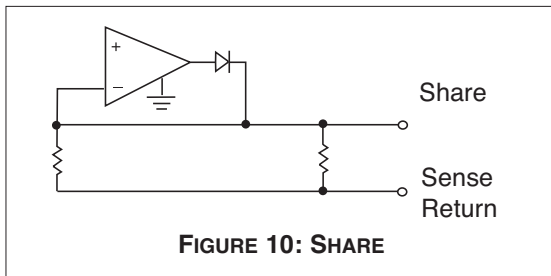 +
−
Share
Sense
Return
FIGURE 10: SHARE